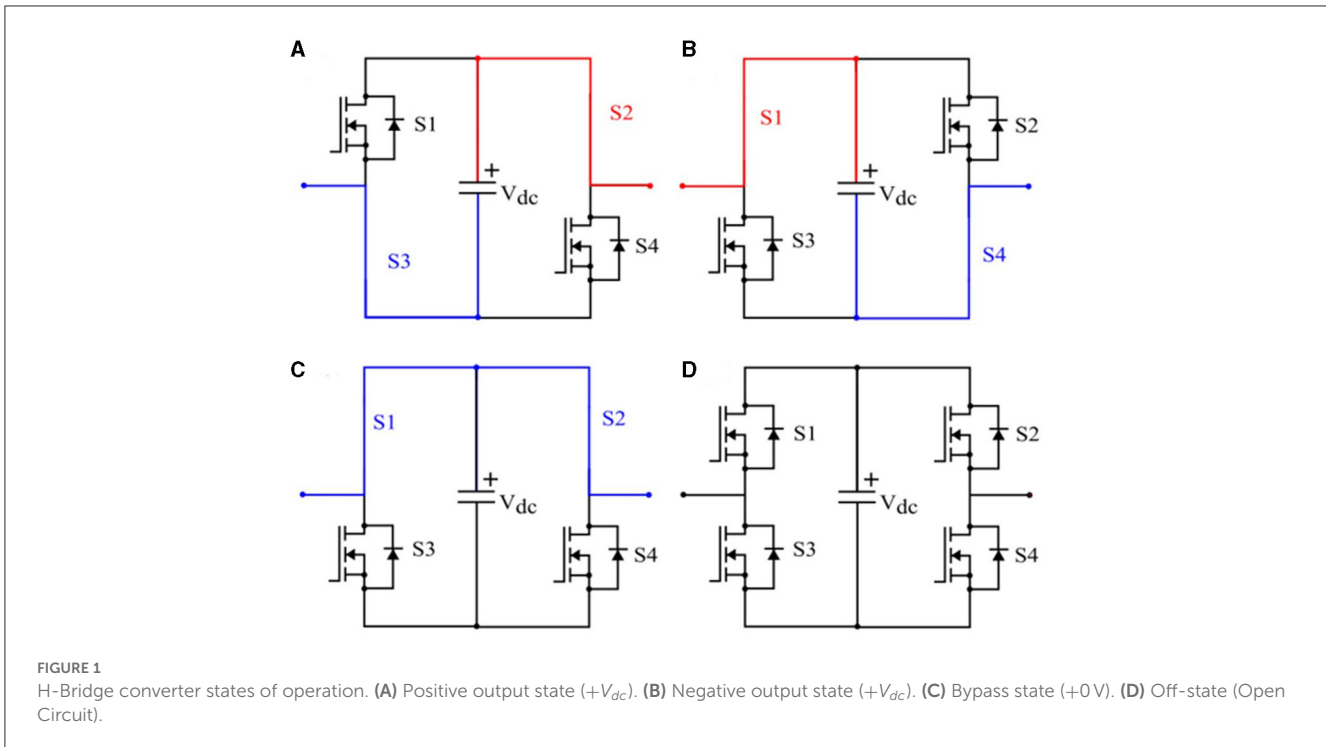 A
B
S1
S2
+
Vdc
S3
S4
S1
S2
+
Vdc
S3
S4
C
D
S1
S2
+
Vdc
S3
S4
S1
S2
+
Vdc
S3
S4
FIGURE 1
H-Bridge converter states of operation. (A) Positive output state (+Vdc). (B) Negative output state (+Vdc). (C) Bypass state (+0 V). (D) Off-state (Open
Circuit).